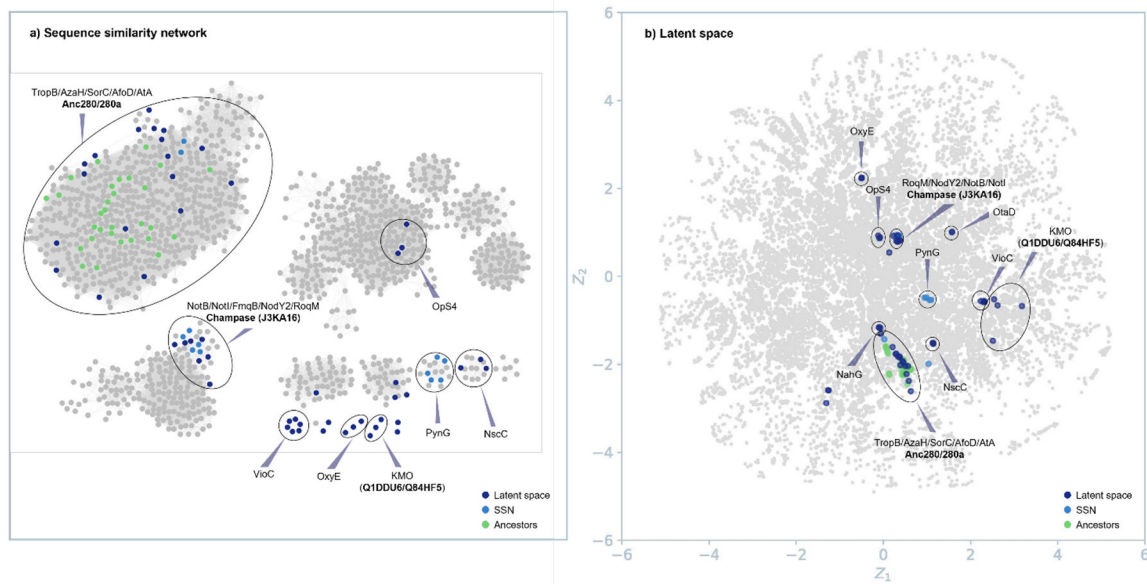 a) Sequence similarity network
TropB/AzaH/SorC/AfoD/AtA
Anc280/280a
OpS4
NotB/NotI/FmqB/NodY2/RoqM
Champase (J3KA16)
PynG
NscC
VioC
OxyE
KMO
(Q1DDU6/Q84HF5)
Latent space
SSN
Ancestors
b) Latent space
6
4
2
0
−2
−4
−6
Z2
OxyE
OpS4
RoqM/NodY2/NotB/NotI
Champase (J3KA16)
OtaD
KMO
(Q1DDU6/Q84HF5)
PynG
VioC
NahG
NscC
TropB/AzaH/SorC/AfoD/AtA
Anc280/280a
Latent space
SSN
Ancestors
−6
−4
−2
0
2
4
6
Z1